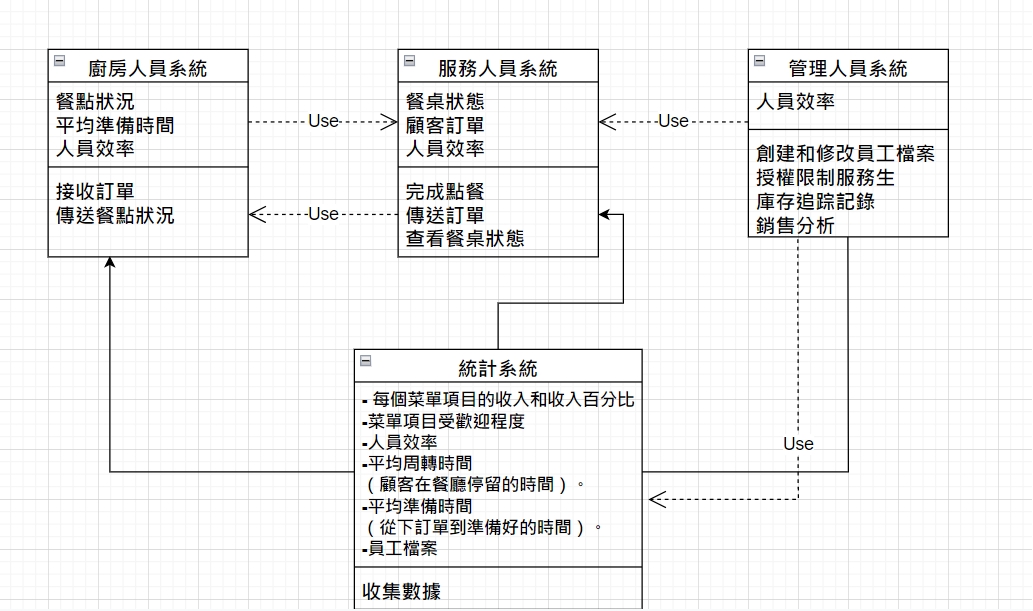 廚房人員系統
餐點狀況
平均準備時間
人員效率
接收訂單
傳送餐點狀況
Use
Use
服務人員系統
餐桌狀態
顧客訂單
人員效率
完成點餐
傳送訂單
查看餐桌狀態
Use
管理人員系統
人員效率
創建和修改員工檔案
授權限制服務生
庫存追踪記錄
銷售分析
Use
統計系統
- 每個菜單項目的收入和收入百分比
-菜單項目受歡迎程度
-人員效率
-平均周轉時間
（顧客在餐廳停留的時間）。
-平均準備時間
（從下訂單到準備好的時間）。
-員工檔案
收集數據